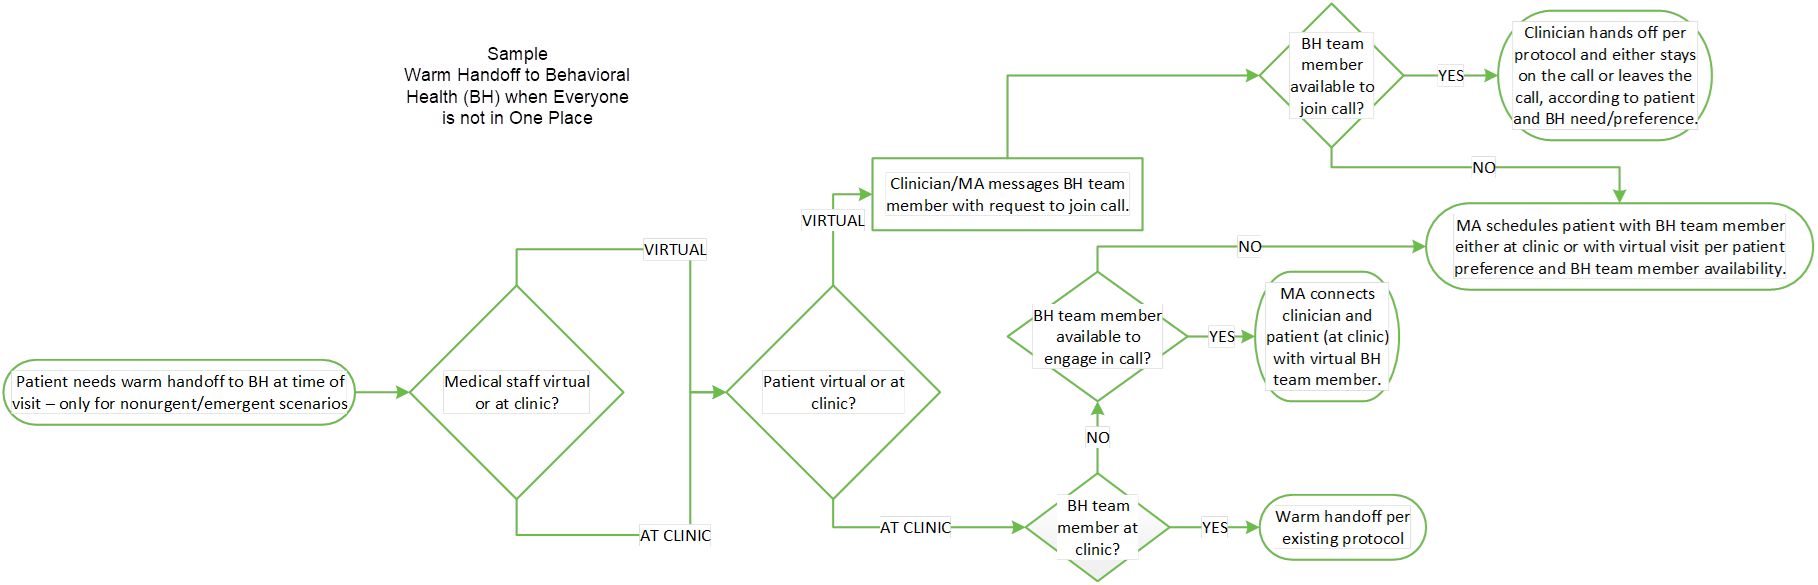 Sample
Warm Handoff to Behavioral
Health (BH) when Everyone
is not in One Place
Patient needs warm handoff to BH at time of
visit – only for nonurgent/emergent scenarios
Medical staff virtual
or at clinic?
VIRTUAL
AT CLINIC
Patient virtual or at
clinic?
VIRTUAL
Clinician/MA messages BH team
member with request to join call.
BH team
member
available to
join call?
YES
Clinician hands off per
protocol and either stays
on the call or leaves the
call, according to patient
and BH need/preference.
NO
MA schedules patient with BH team member
either at clinic or with virtual visit per patient
preference and BH team member availability.
AT CLINIC
BH team
member at
clinic?
YES
Warm handoff per
existing protocol
NO
BH team member
available to
engage in call?
YES
MA connects
clinician and
patient (at clinic)
with virtual BH
team member.
NO